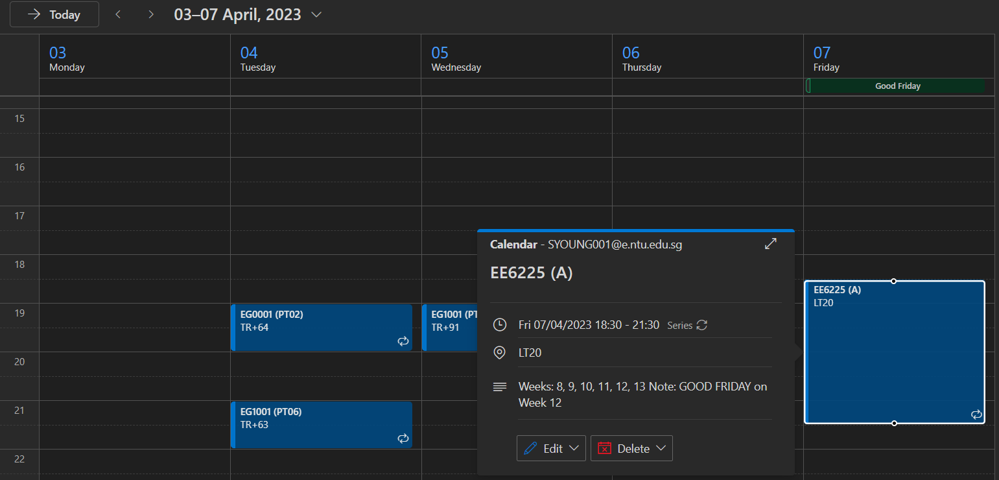 Today
03–07 April, 2023
03
Monday
04
Tuesday
05
Wednesday
06
Thursday
07
Friday
Good Friday
15
16
17
18
19
20
21
22
EG0001 (PT02)
TR+64
EG1001 (PT06)
TR+63
EG1001 (PT
TR+91
Calendar - SYOUNG001@e.ntu.edu.sg
EE6225 (A)
Fri 07/04/2023 18:30 - 21:30 Series
LT20
Weeks: 8, 9, 10, 11, 12, 13 Note: GOOD FRIDAY on
Week 12
Edit
Delete
EE6225 (A)
LT20